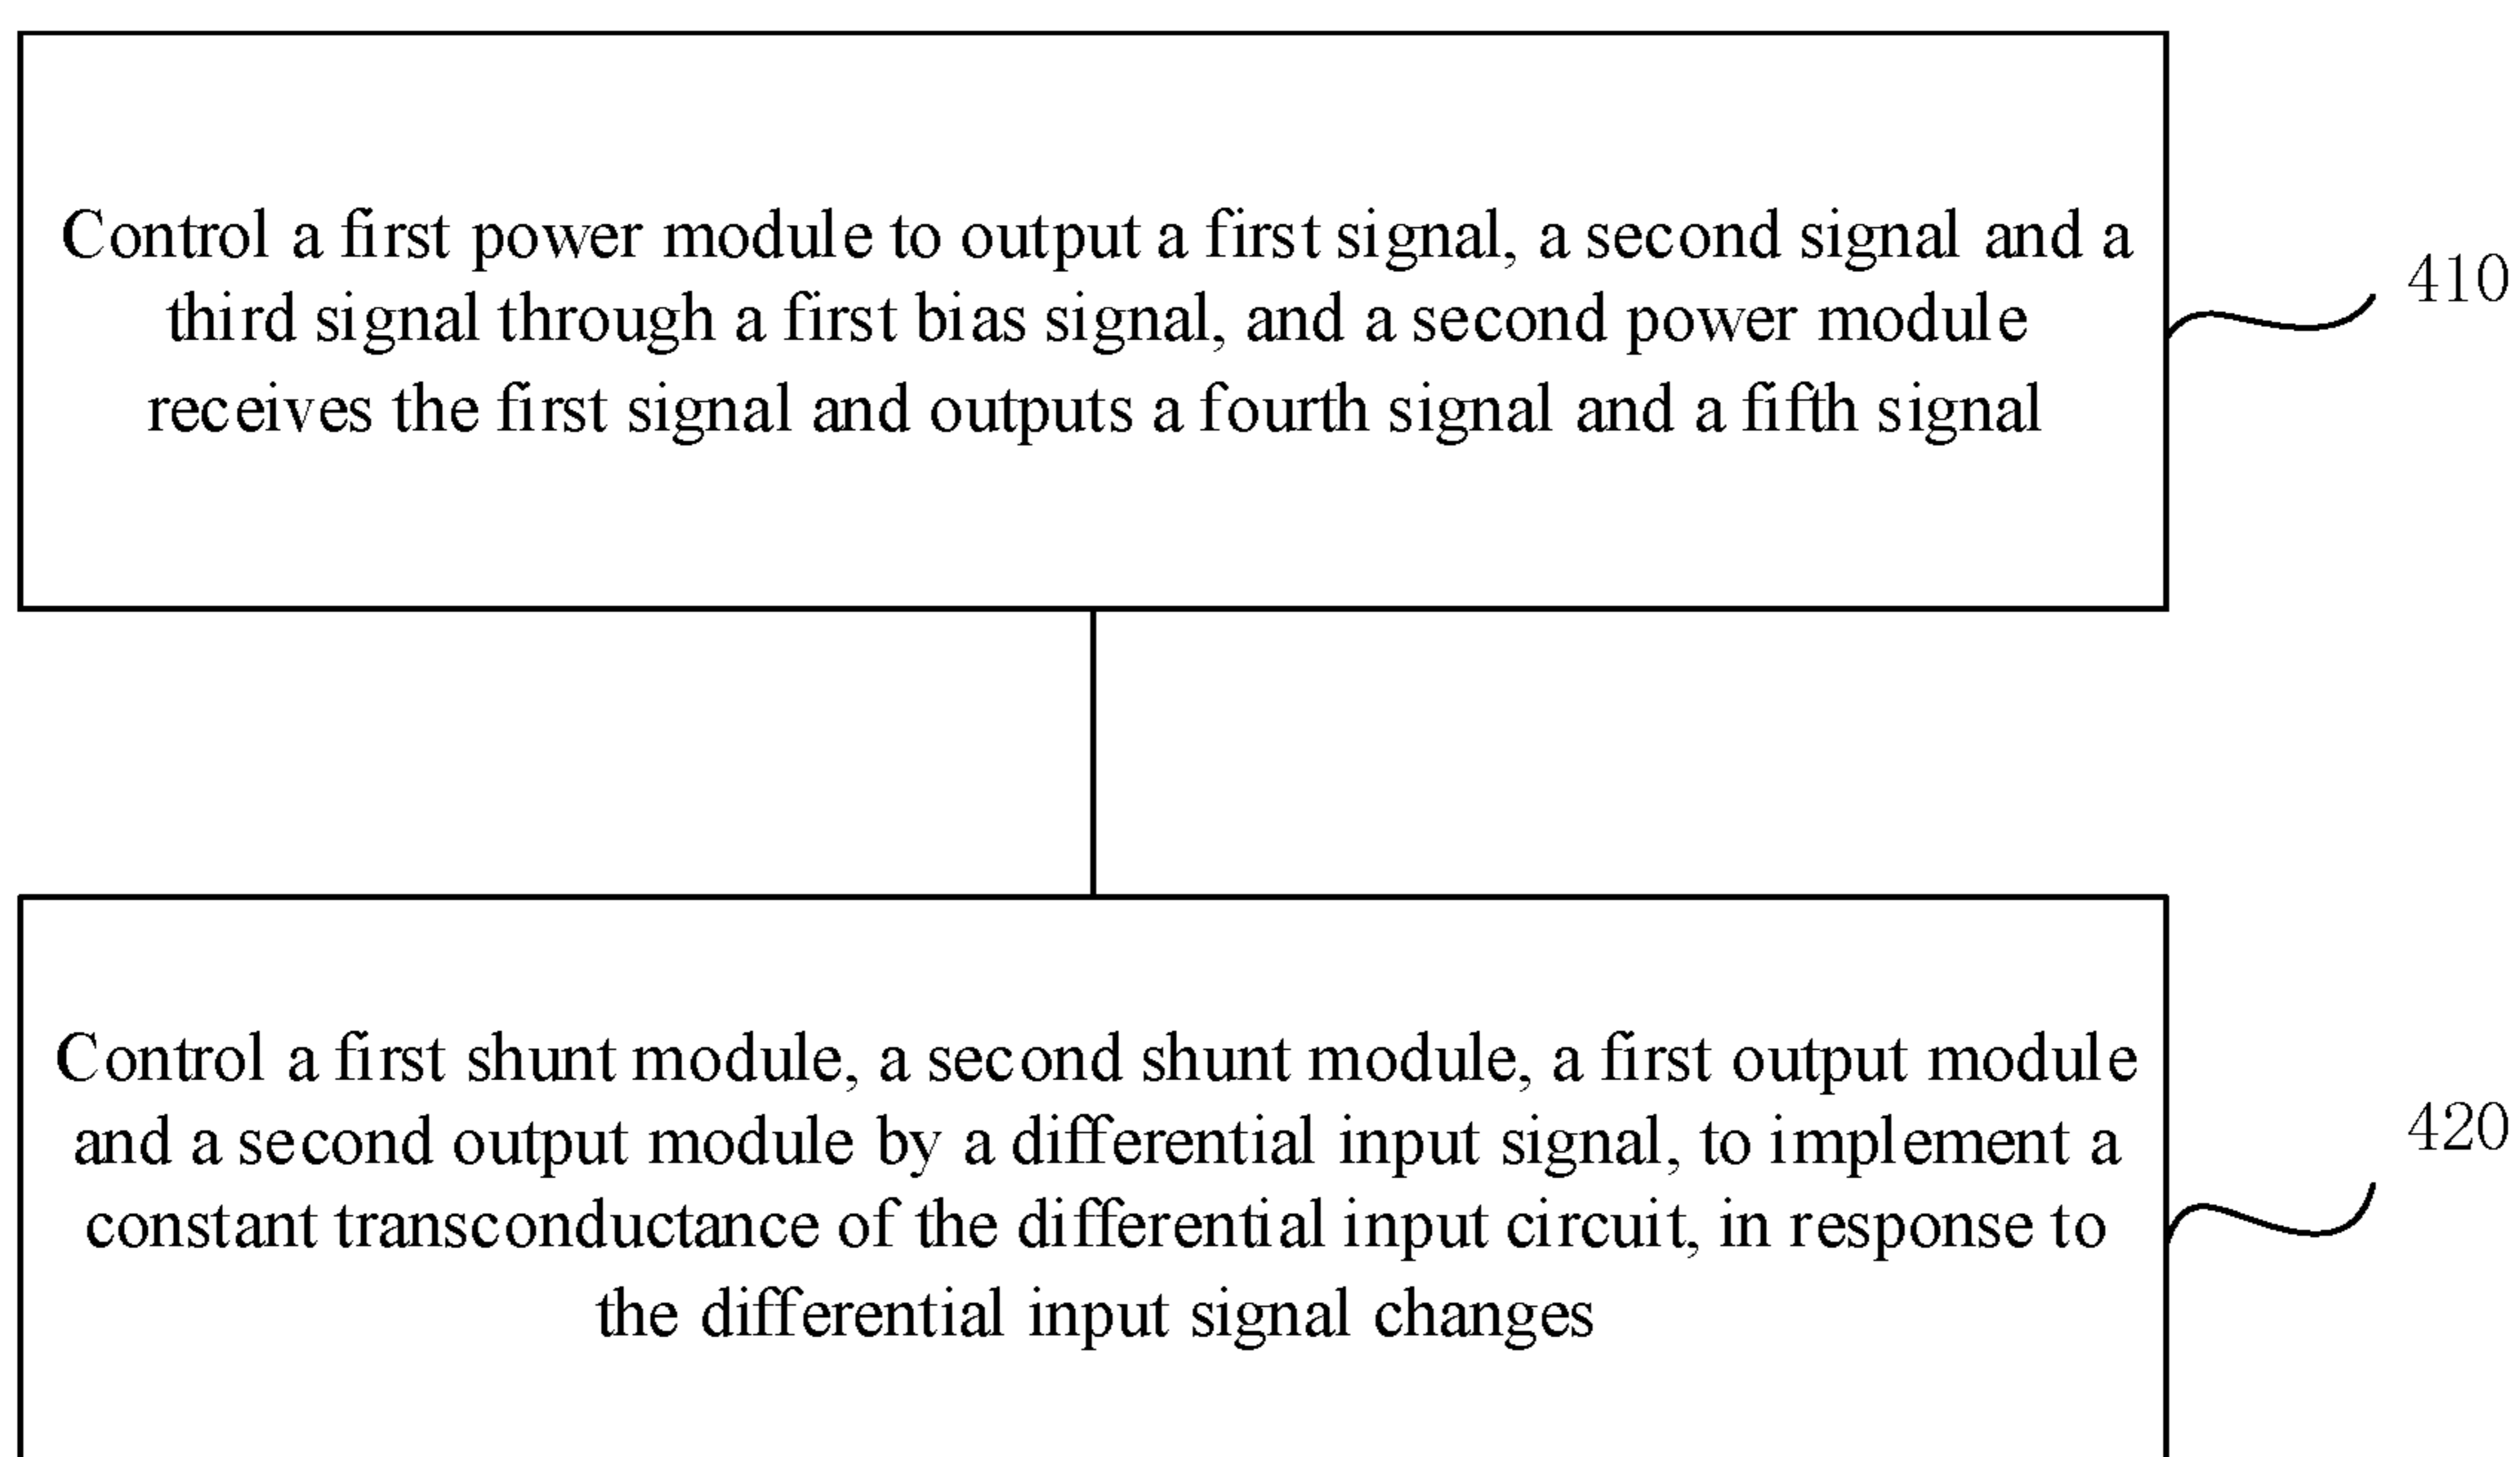 Control a first power module to output a first signal, a second signal and a
third signal through a first bias signal, and a second power module
receives the first signal and outputs a fourth signal and a fifth signal
410
Control a first shunt module, a second shunt module, a first output module
and a second output module by a differential input signal, to implement a
constant transconductance of the differential input circuit, in response to
the differential input signal changes
420